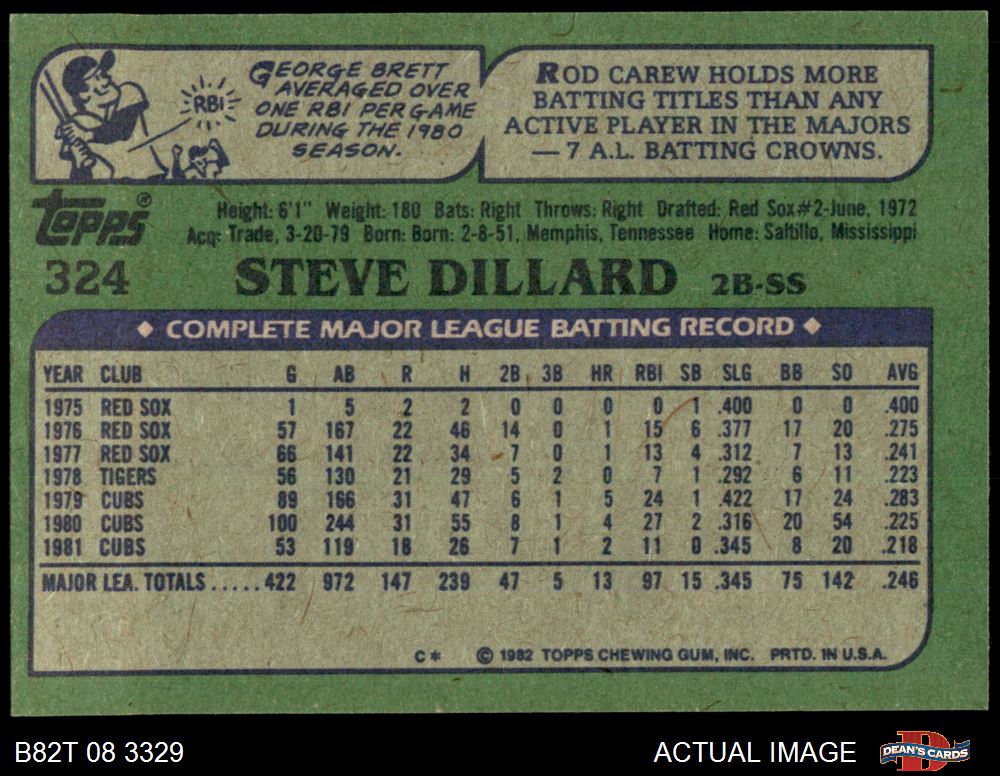 GEORGE BRETT
AVERAGED OVER
ONE RBI PER GAME
DURING THE 1980
SEASON.
RBI
ROD CAREW HOLDS MORE
BATTING TITLES THAN ANY
ACTIVE PLAYER IN THE MAJORS
— 7 A.L. BATTING CROWNS.
topps®
Height: 6'1" Weight: 180 Bats: Right Throws: Right Drafted: Red Sox#2-June, 1972
Acq: Trade, 3-20-79 Born: Born: 2-8-51, Memphis, Tennessee Home: Saltillo, Mississippi
324 STEVE DILLARD 2B-SS
◆ COMPLETE MAJOR LEAGUE BATTING RECORD ◆
YEAR CLUB G AB R H 2B 3B HR RBI SB SLG BB SO AVG
1975 RED SOX 1 5 2 2 0 0 0 0 1 .400 0 0 .400
1976 RED SOX 57 167 22 46 14 0 1 15 6 .377 17 20 .275
1977 RED SOX 66 141 22 34 7 0 1 13 4 .312 7 13 .241
1978 TIGERS 56 130 21 29 5 2 0 7 1 .292 6 11 .223
1979 CUBS 89 166 31 47 6 1 5 24 1 .422 17 24 .283
1980 CUBS 100 244 31 55 8 1 4 27 2 .316 20 54 .225
1981 CUBS 53 119 18 26 7 1 2 11 0 .345 8 20 .218
MAJOR LEA. TOTALS ..... 422 972 147 239 47 5 13 97 15 .345 75 142 .246
C* © 1982 TOPPS CHEWING GUM, INC. PRTD. IN U.S.A.
B82T 08 3329 ACTUAL IMAGE D DEAN'S CARDS